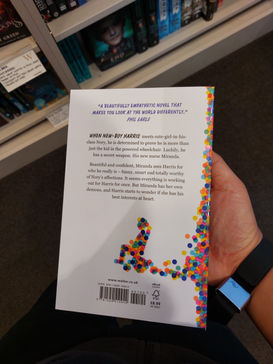 "A BEAUTIFULLY EMPATHETIC NOVEL THAT
MAKES YOU LOOK AT THE WORLD DIFFERENTLY."
PHIL EARLE
WHEN NEW-BOY HARRIS meets cute-girl-in-his-
class Nory, he is determined to prove he is more than
just the kid in the powered wheelchair. Luckily, he
has a secret weapon. His new nurse Miranda.
Beautiful and confident, Miranda sees Harris for
who he really is – funny, smart and totally worthy
of Nory's affections. It seems everything is working
out for Harris for once. But Miranda has her own
demons, and Harris starts to wonder if she has his
best interests at heart.
www.walker.co.uk